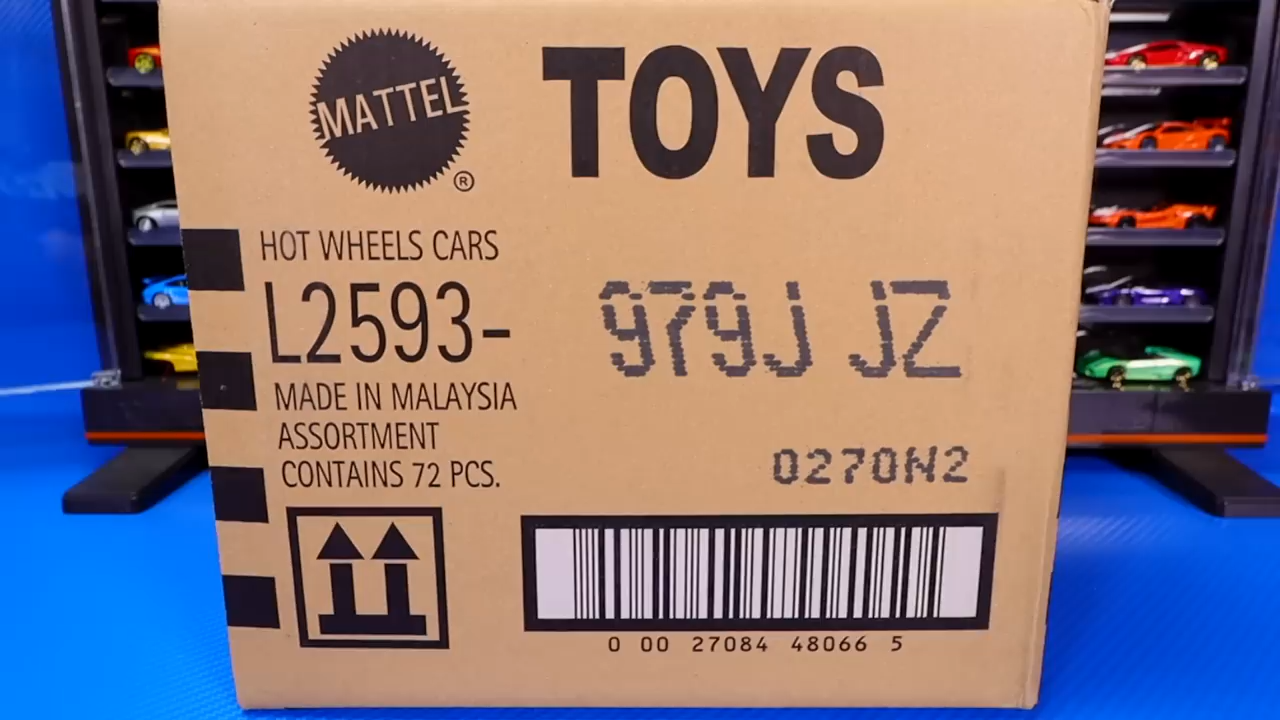 MATTEL
®
TOYS
HOT WHEELS CARS
L2593-
979J JZ
MADE IN MALAYSIA
ASSORTMENT
CONTAINS 72 PCS.
0270N2
0 00 27084 48066 5